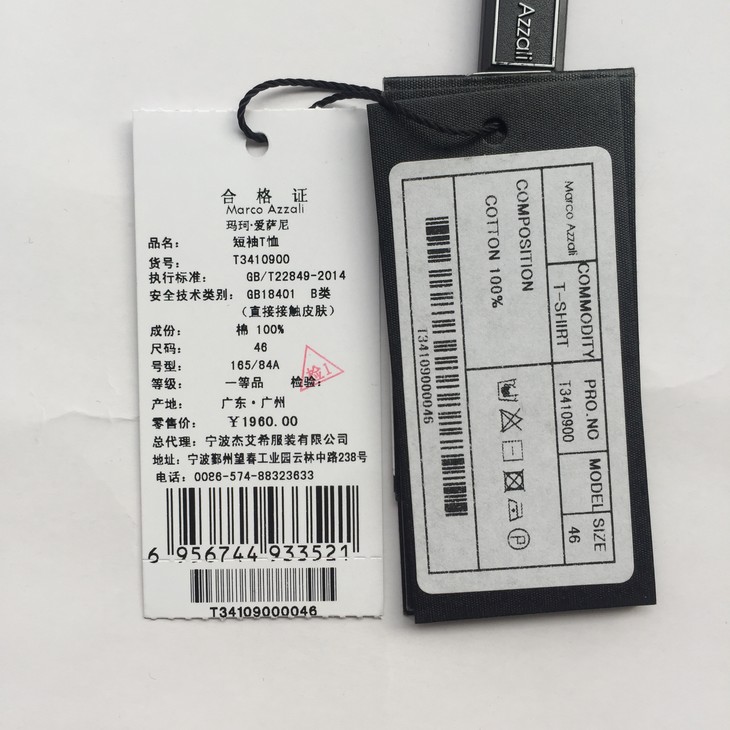 Azzali
合格证
Marco Azzali
玛珂·爱萨尼
品名： 短袖T恤
货号： T3410900
执行标准： GB/T22849-2014
安全技术类别： GB18401 B类
（直接接触皮肤）
成份： 棉 100%
尺码： 46
号型： 165/84A
等级： 一等品 检验：
检1
产地： 广东·广州
零售价： ￥1960.00
总代理：宁波杰艾希服装有限公司
地址：宁波鄞州望春工业园云林中路238号
电话：0086-574-88323633
6 956744 933521
T34109000046
Marco Azzali
COMMODITY
T-SHIRT
PRO.NO
T3410900
MODEL SIZE
46
COMPOSITION
COTTON 100%
P
T34109000046